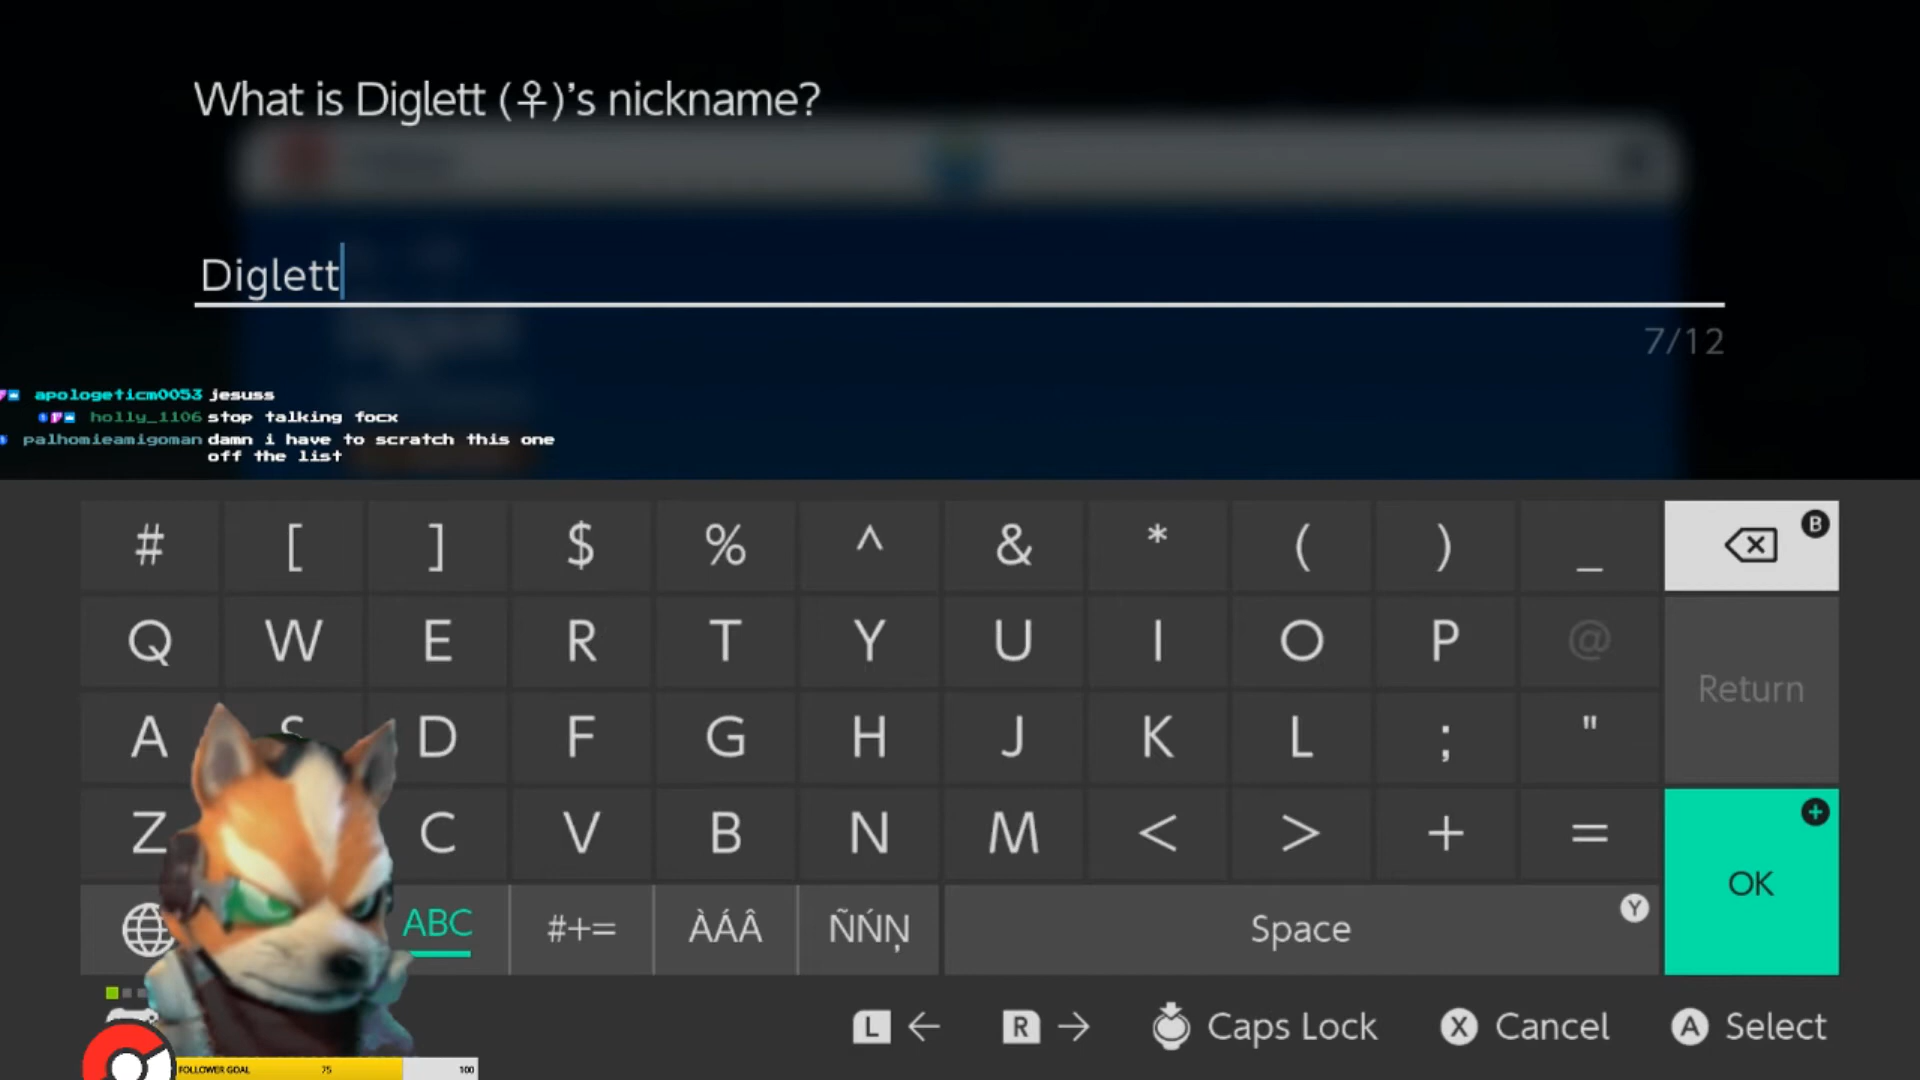 What is Diglett (♀)'s nickname?
Diglett
7/12
apologeticm0053 jesuss
holly_1106 stop talking focx
palhomieamigoman damn i have to scratch this one
off the list
# [ ] $ % ^ & * ( ) _ B
Q W E R T Y U I O P @
Return
A S D F G H J K L ; "
Z C V B N M < > + = +
OK
ABC #+= ÀÁÂ ÑŃŅ Space Y
L ← R → Caps Lock X Cancel A Select
FOLLOWER GOAL 75 100